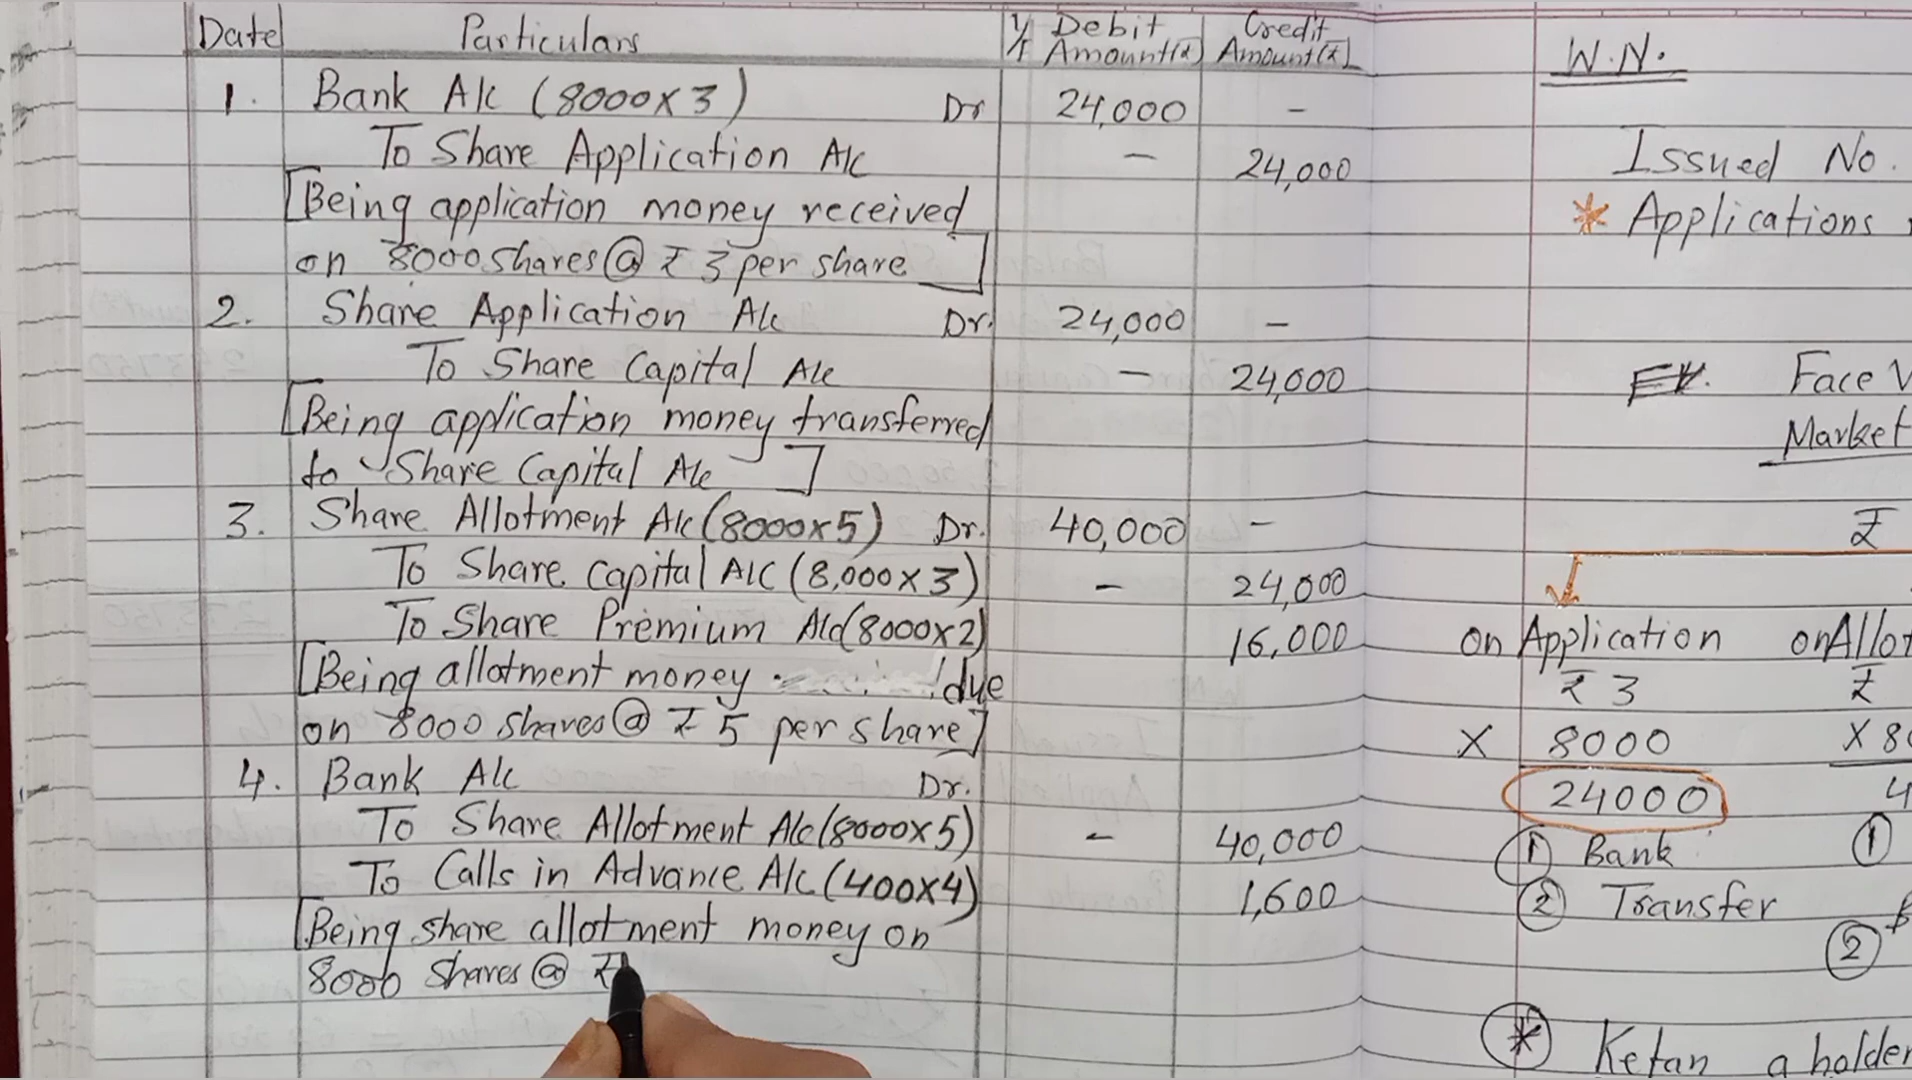 Date Particulars L/F Debit Amount(₹) Credit Amount(₹)
1. Bank A/c (8000×3) Dr 24,000 -
To Share Application A/c - 24,000
[Being application money received
on 8000 shares @ ₹ 3 per share]
2. Share Application A/c Dr. 24,000 -
To Share Capital A/c - 24,000
[Being application money transferred
to Share Capital A/c]
3. Share Allotment A/c (8000×5) Dr. 40,000 -
To Share Capital A/c (8,000×3) - 24,000
To Share Premium A/c (8000×2) 16,000
[Being allotment money due
on 8000 shares @ ₹ 5 per share]
4. Bank A/c Dr.
To Share Allotment A/c (8000×5) - 40,000
To Calls in Advance A/c (400×4) 1,600
[Being share allotment money on
8000 shares @ ₹
W.N.
Issued No.
* Applications
Face V
Market
₹
on Application on Allot
₹ 3 ₹
× 8000 × 80
24000 4
① Bank ①
② Transfer
②
* Ketan a holder